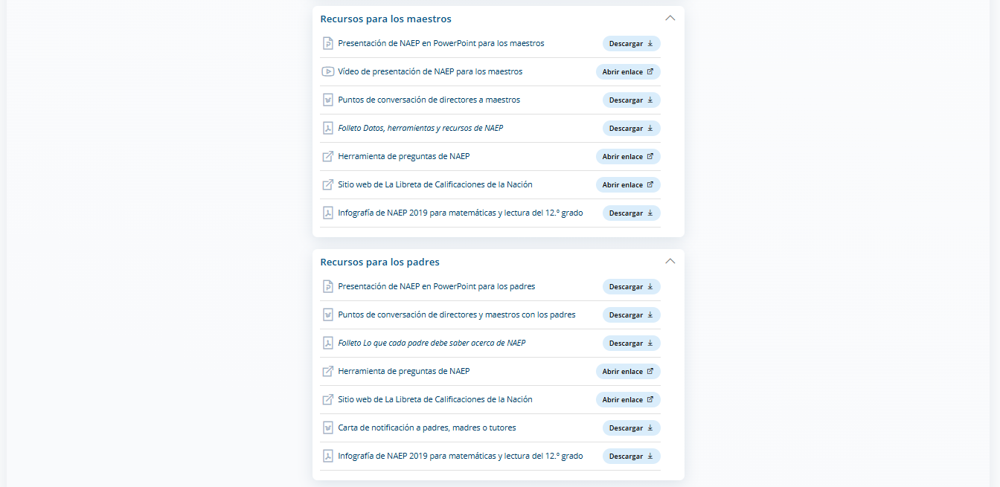 Recursos para los maestros
Presentación de NAEP en PowerPoint para los maestros Descargar
Vídeo de presentación de NAEP para los maestros Abrir enlace
Puntos de conversación de directores a maestros Descargar
Folleto Datos, herramientas y recursos de NAEP Descargar
Herramienta de preguntas de NAEP Abrir enlace
Sitio web de La Libreta de Calificaciones de la Nación Abrir enlace
Infografía de NAEP 2019 para matemáticas y lectura del 12.º grado Descargar
Recursos para los padres
Presentación de NAEP en PowerPoint para los padres Descargar
Puntos de conversación de directores y maestros con los padres Descargar
Folleto Lo que cada padre debe saber acerca de NAEP Descargar
Herramienta de preguntas de NAEP Abrir enlace
Sitio web de La Libreta de Calificaciones de la Nación Abrir enlace
Carta de notificación a padres, madres o tutores Descargar
Infografía de NAEP 2019 para matemáticas y lectura del 12.º grado Descargar